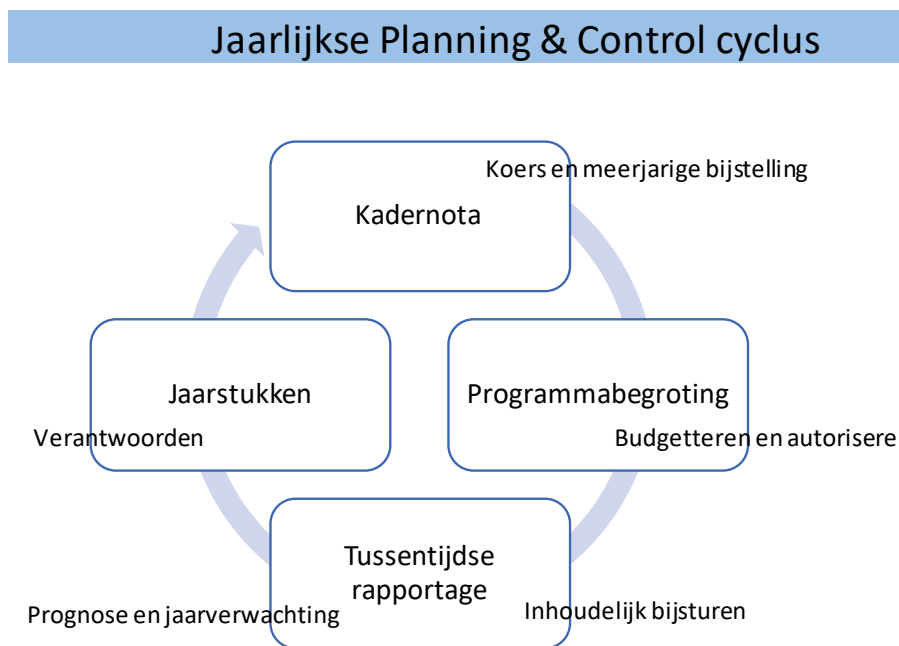 Jaarlijkse Planning & Control cyclus
Koers en meerjarige bijstelling
Kadernota
Jaarstukken
Programmabegroting
Verantwoorden
Budgetteren en autorisere
Tussentijdse
rapportage
Prognose en jaarverwachting
Inhoudelijk bijsturen